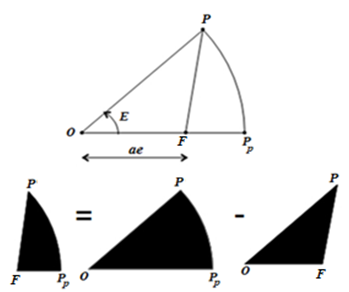 P
E
O F P_p
ae
P P P
= -
F P_p O P_p O F